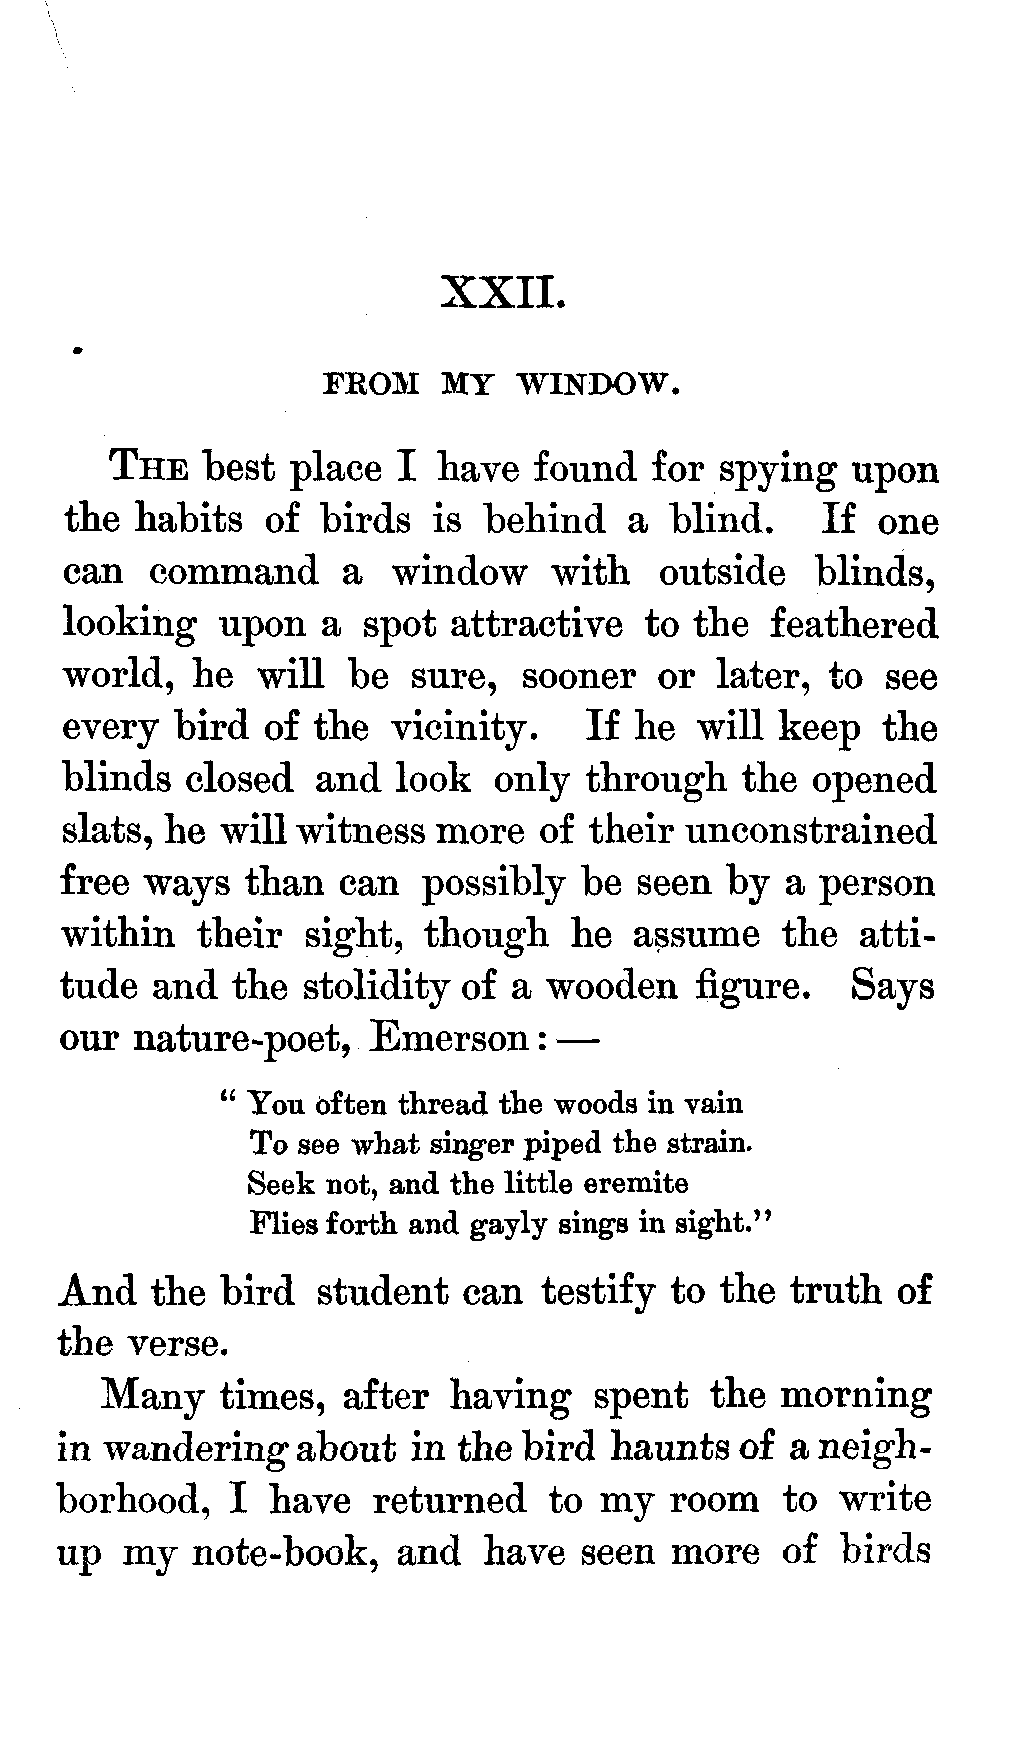 XXII.
FROM MY WINDOW.
THE best place I have found for spying upon
the habits of birds is behind a blind. If one
can command a window with outside blinds,
looking upon a spot attractive to the feathered
world, he will be sure, sooner or later, to see
every bird of the vicinity. If he will keep the
blinds closed and look only through the opened
slats, he will witness more of their unconstrained
free ways than can possibly be seen by a person
within their sight, though he assume the atti-
tude and the stolidity of a wooden figure. Says
our nature-poet, Emerson: —
“ You often thread the woods in vain
To see what singer piped the strain.
Seek not, and the little eremite
Flies forth and gayly sings in sight.”
And the bird student can testify to the truth of
the verse.
Many times, after having spent the morning
in wandering about in the bird haunts of a neigh-
borhood, I have returned to my room to write
up my note-book, and have seen more of birds